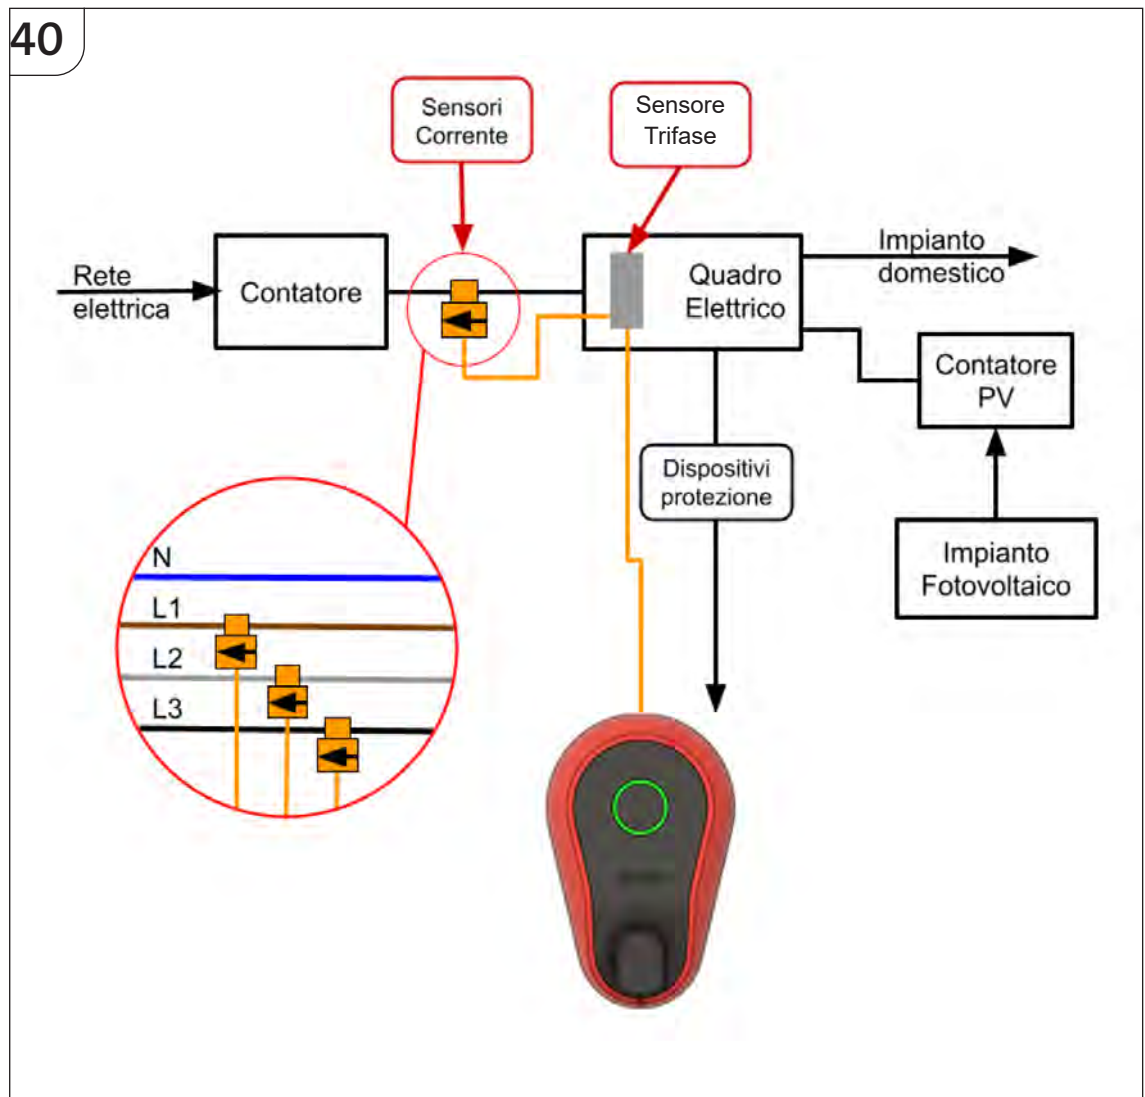 40
Sensori
Corrente
Sensore
Trifase
Rete
elettrica
Contatore
Quadro
Elettrico
Impianto
domestico
Contatore
PV
Dispositivi
protezione
Impianto
Fotovoltaico
N
L1
L2
L3